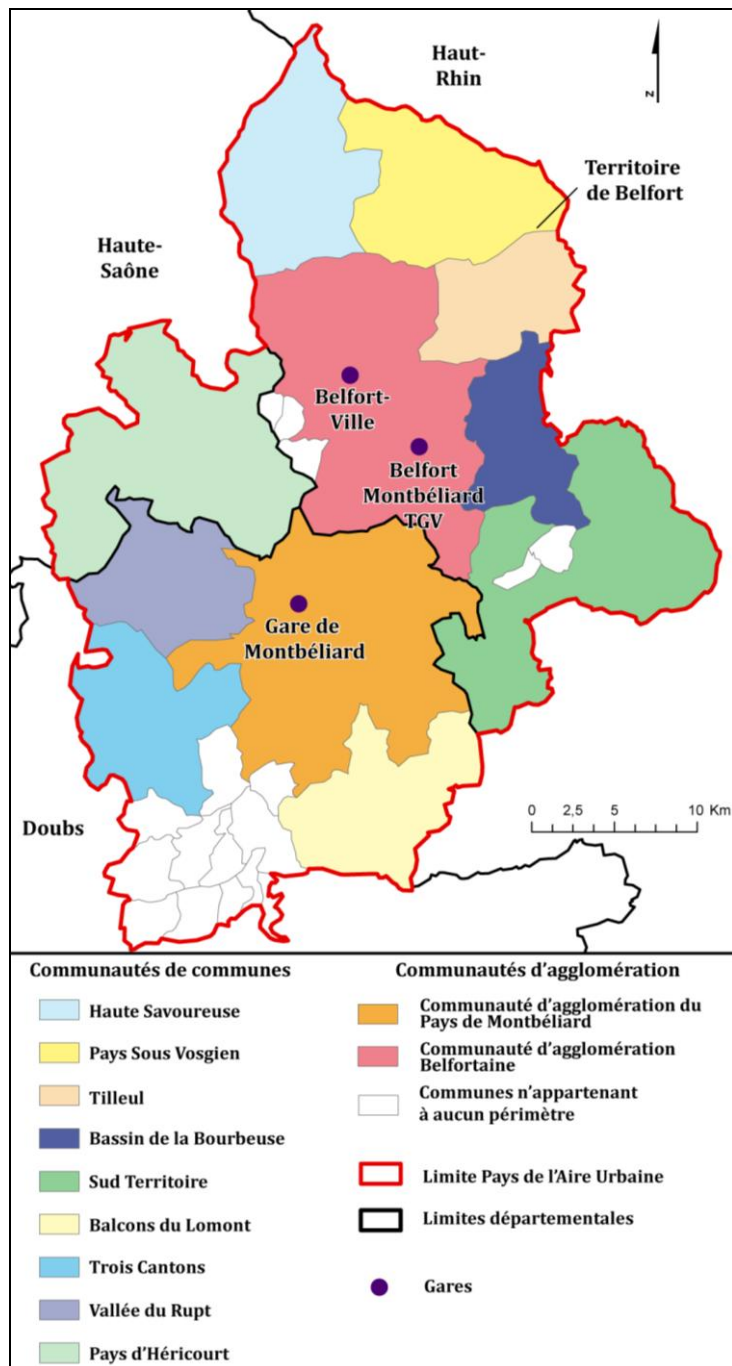 Haut-
Rhin
N
Territoire
de Belfort
Haute-
Saône
Belfort-
Ville
Belfort
Montbéliard
TGV
Gare de
Montbéliard
Doubs
0 2,5 5 10 Km
Communautés de communes
Haute Savoureuse
Pays Sous Vosgien
Tilleul
Bassin de la Bourbeuse
Sud Territoire
Balcons du Lomont
Trois Cantons
Vallée du Rupt
Pays d'Héricourt
Communautés d'agglomération
Communauté d'agglomération du
Pays de Montbéliard
Communauté d'agglomération
Belfortaine
Communes n'appartenant
à aucun périmètre
Limite Pays de l'Aire Urbaine
Limites départementales
Gares